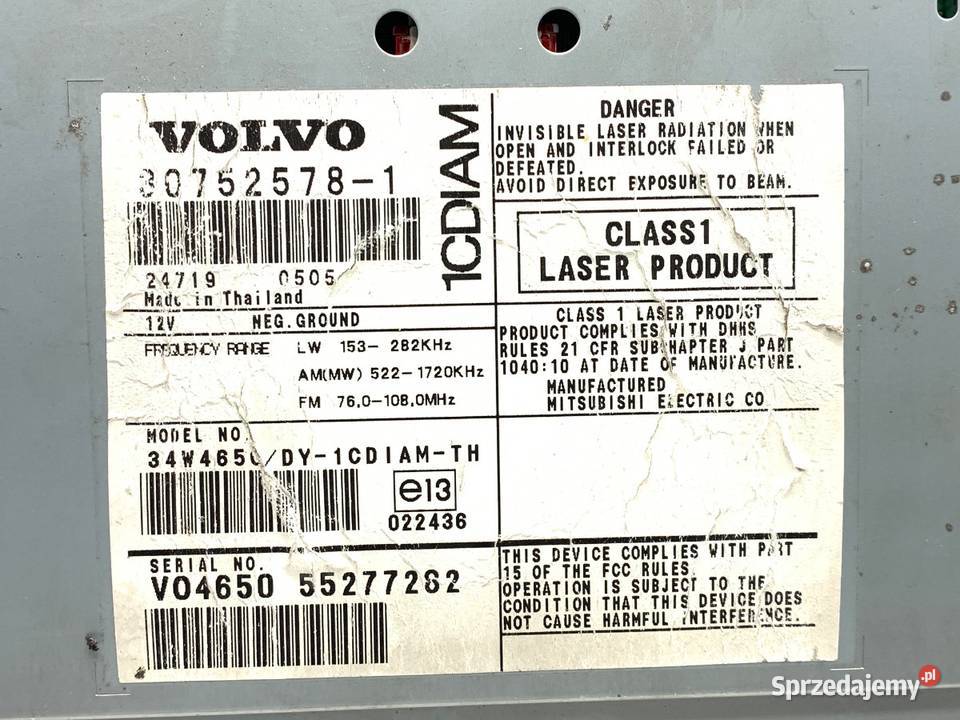 VOLVO
30752578-1
1CDIAM
24719 0505
Made in Thailand
12V NEG. GROUND
FREQUENCY RANGE LW 153- 282KHz
AM(MW) 522-1720KHz
FM 76.0-108.0MHz
MODEL NO.
34W4650/DY-1CDIAM-TH
e13
022436
SERIAL NO.
VO4650 55277282
DANGER
INVISIBLE LASER RADIATION WHEN
OPEN AND INTERLOCK FAILED OR
DEFEATED.
AVOID DIRECT EXPOSURE TO BEAM.
CLASS1
LASER PRODUCT
CLASS 1 LASER PRODUCT
PRODUCT COMPLIES WITH DHHS
RULES 21 CFR SUBCHAPTER J PART
1040:10 AT DATE OF MANUFACTURE.
MANUFACTURED
MITSUBISHI ELECTRIC CO
THIS DEVICE COMPLIES WITH PART
15 OF THE FCC RULES.
OPERATION IS SUBJECT TO THE
CONDITION THAT THIS DEVICE DOES
NOT CAUSE HARMFUL INTERFERENCE.
Sprzedajemy.pl